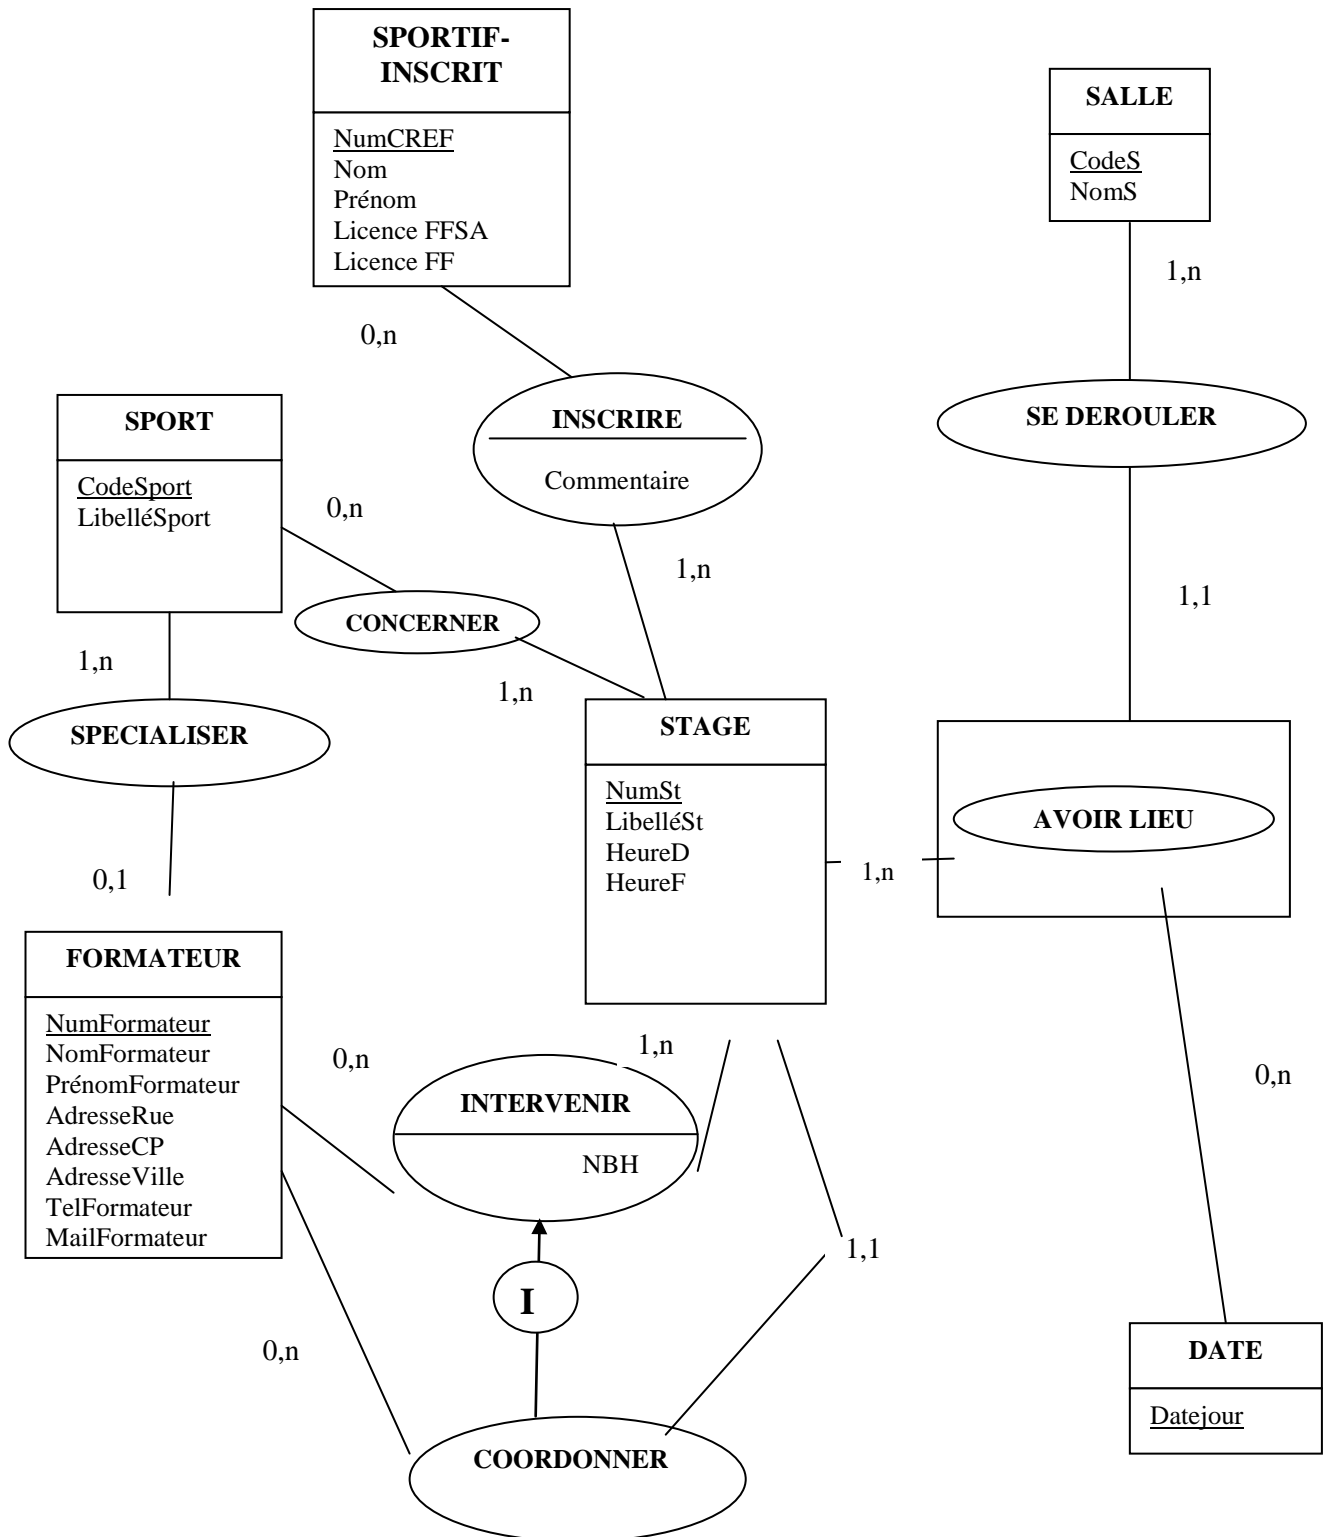 SPORTIF-
INSCRIT
NumCREF
Nom
Prénom
Licence FFSA
Licence FF
SALLE
CodeS
NomS
1,n
0,n
INSCRIRE
Commentaire
SE DEROULER
SPORT
CodeSport
LibelléSport
0,n
1,n
1,1
CONCERNER
1,n
1,n
SPECIALISER
STAGE
NumSt
LibelléSt
HeureD
HeureF
AVOIR LIEU
1,n
0,1
FORMATEUR
NumFormateur
NomFormateur
PrénomFormateur
AdresseRue
AdresseCP
AdresseVille
TelFormateur
MailFormateur
0,n
1,n
INTERVENIR
NBH
0,n
1,1
I
0,n
COORDONNER
DATE
Datejour